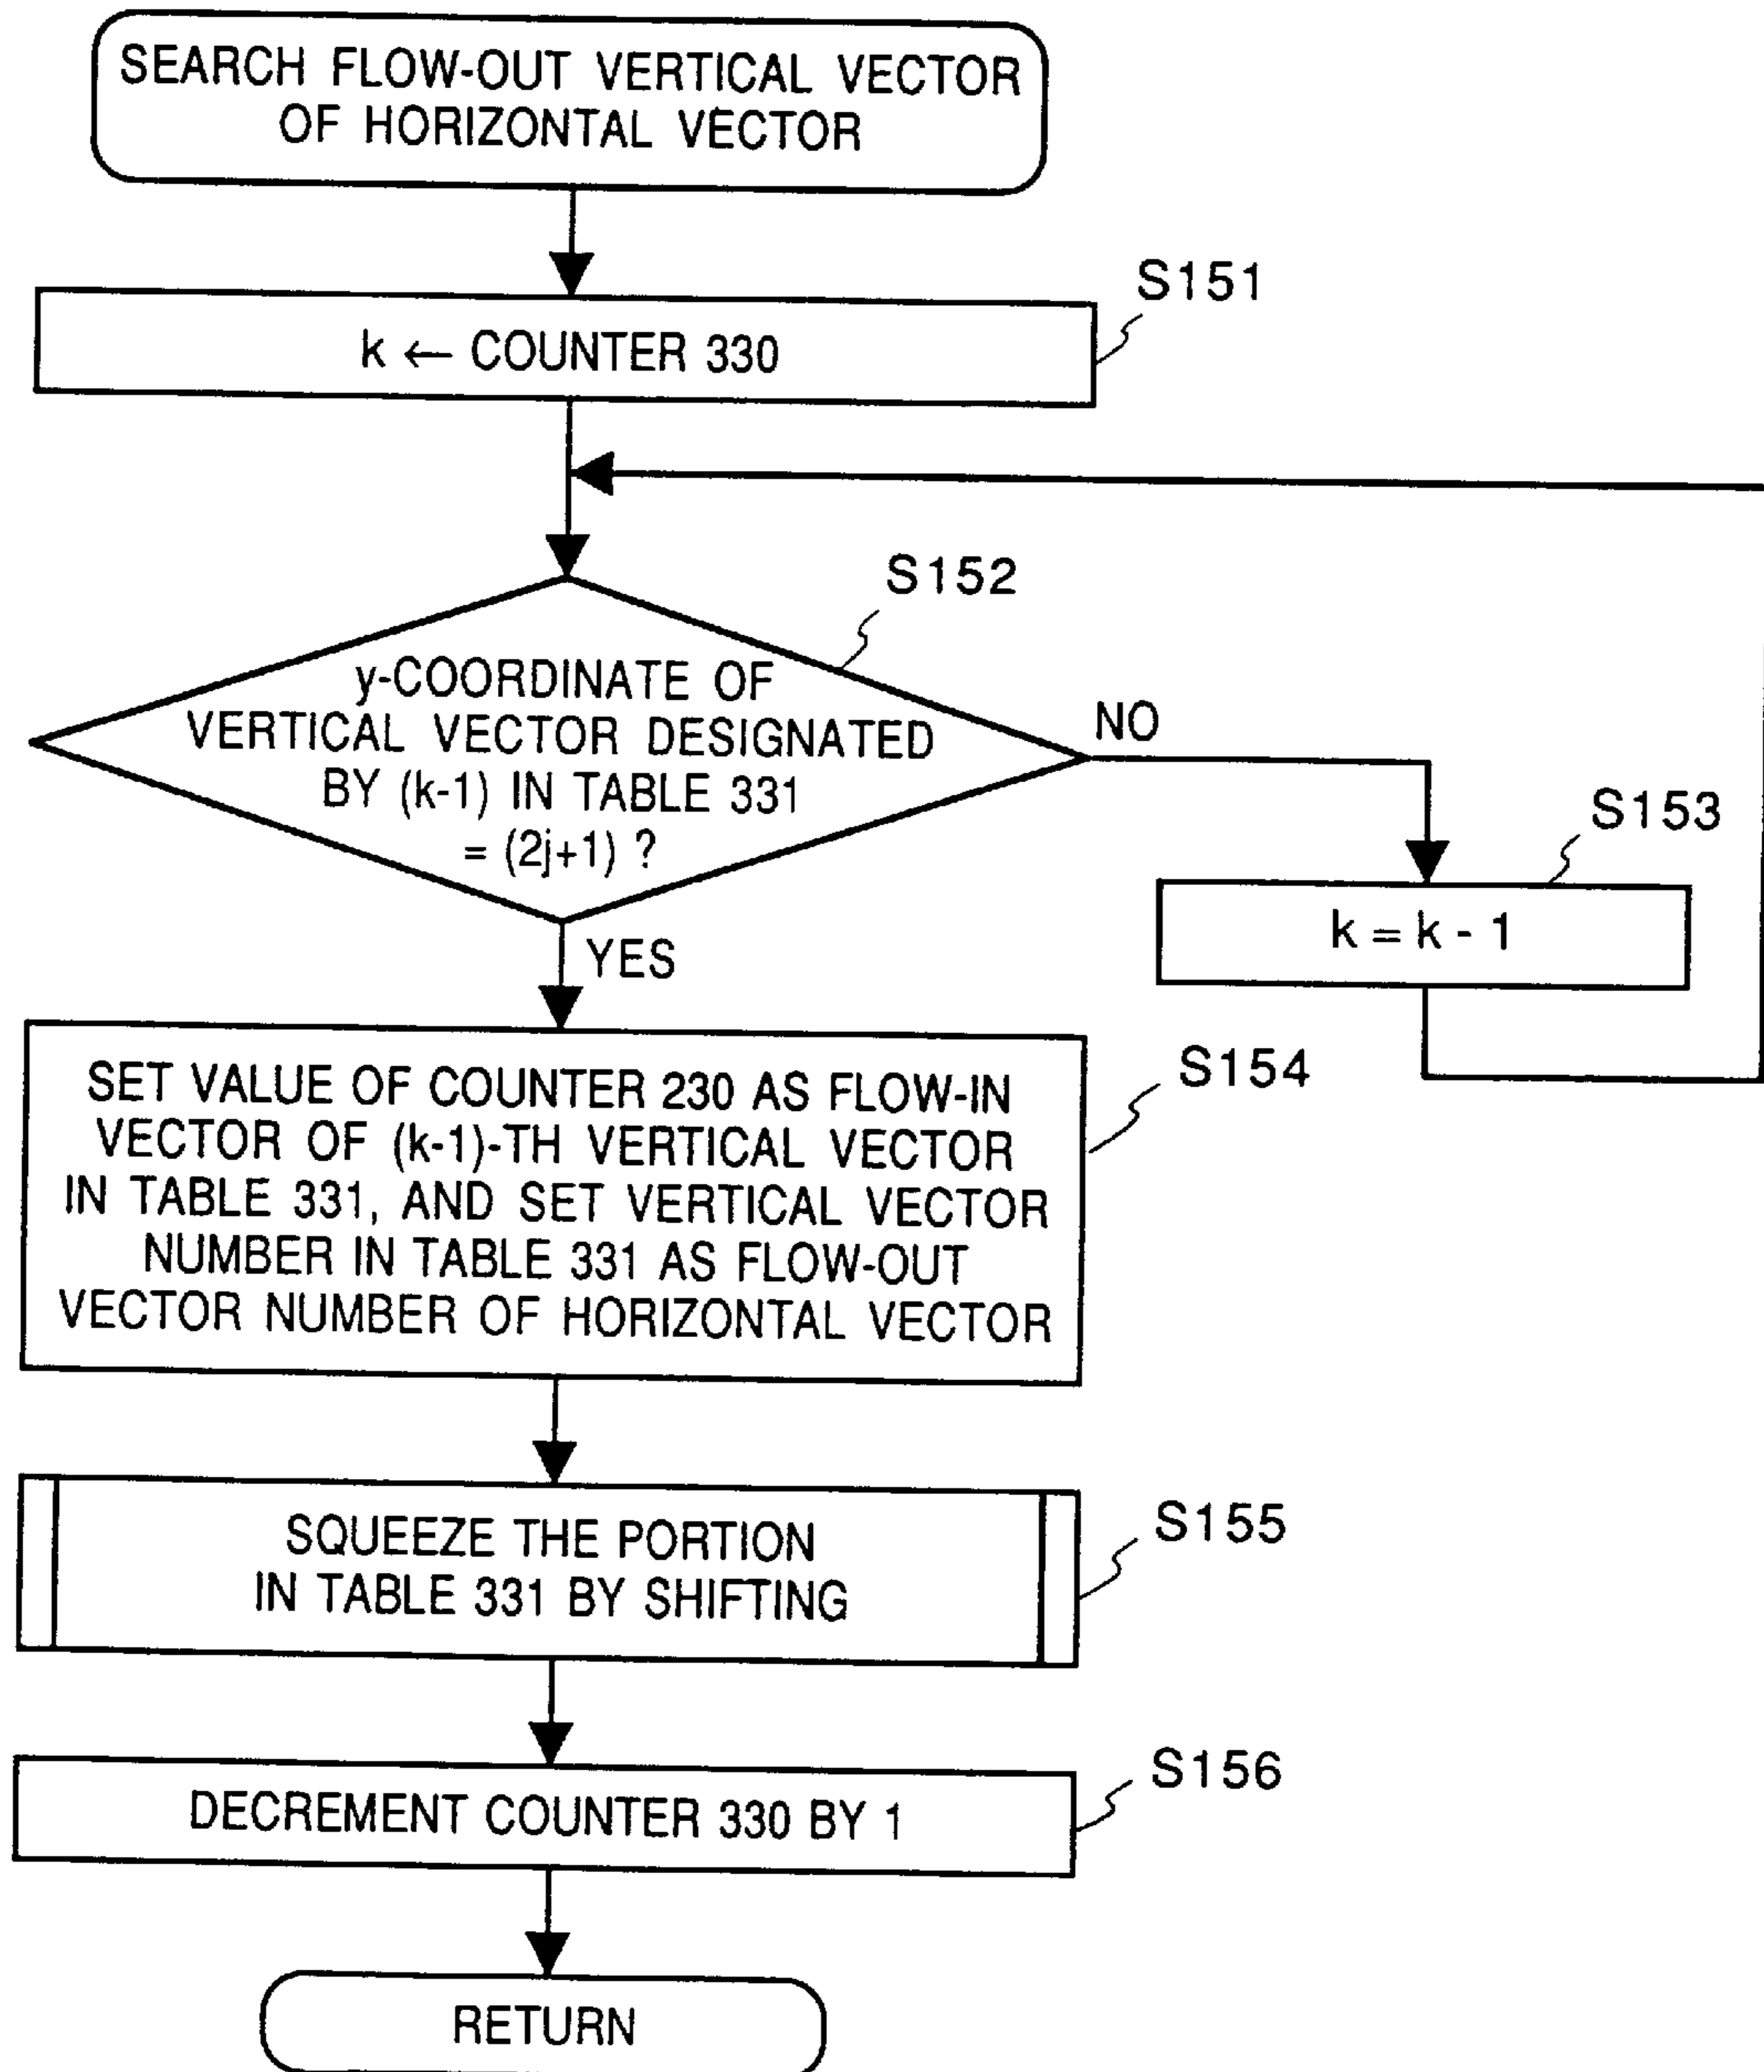 SEARCH FLOW-OUT VERTICAL VECTOR
OF HORIZONTAL VECTOR
S151
k ← COUNTER 330
S152
y-COORDINATE OF
VERTICAL VECTOR DESIGNATED
BY (k-1) IN TABLE 331
= (2j+1) ?
NO
S153
k = k - 1
YES
S154
SET VALUE OF COUNTER 230 AS FLOW-IN
VECTOR OF (k-1)-TH VERTICAL VECTOR
IN TABLE 331, AND SET VERTICAL VECTOR
NUMBER IN TABLE 331 AS FLOW-OUT
VECTOR NUMBER OF HORIZONTAL VECTOR
S155
SQUEEZE THE PORTION
IN TABLE 331 BY SHIFTING
S156
DECREMENT COUNTER 330 BY 1
RETURN